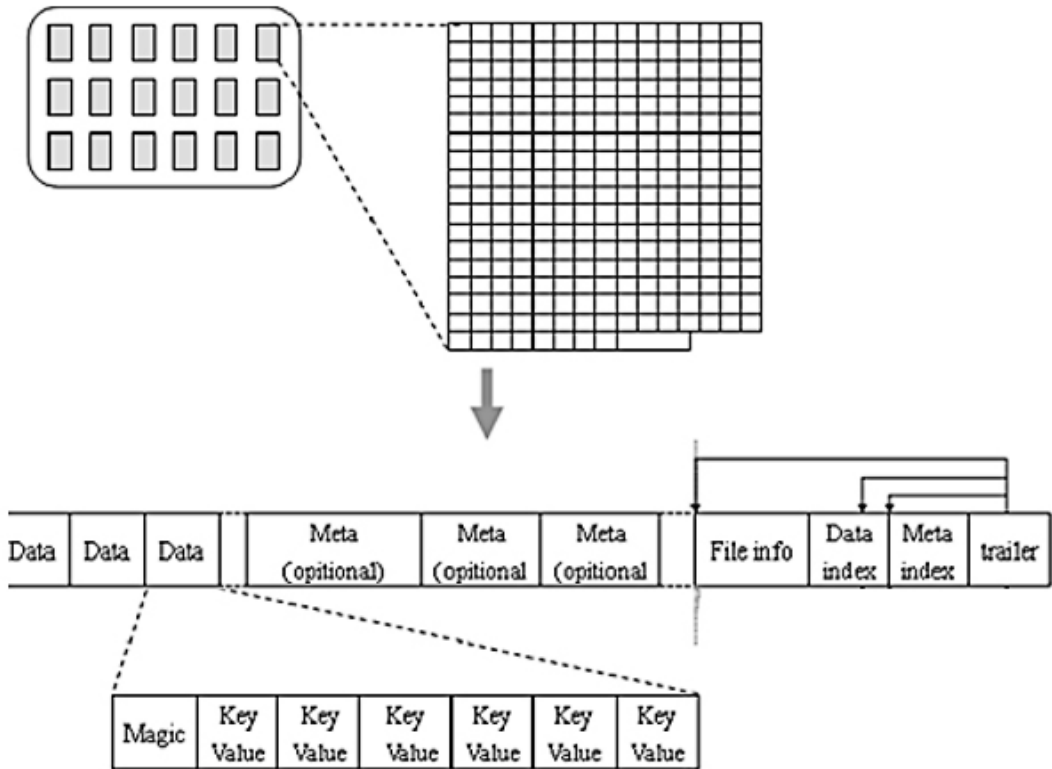 Data Data Data Meta Meta Meta File info Data Meta trailer
(opitional) (opitional (opitional index index
Magic Key Key Key Key Key Key
Value Value Value Value Value Value